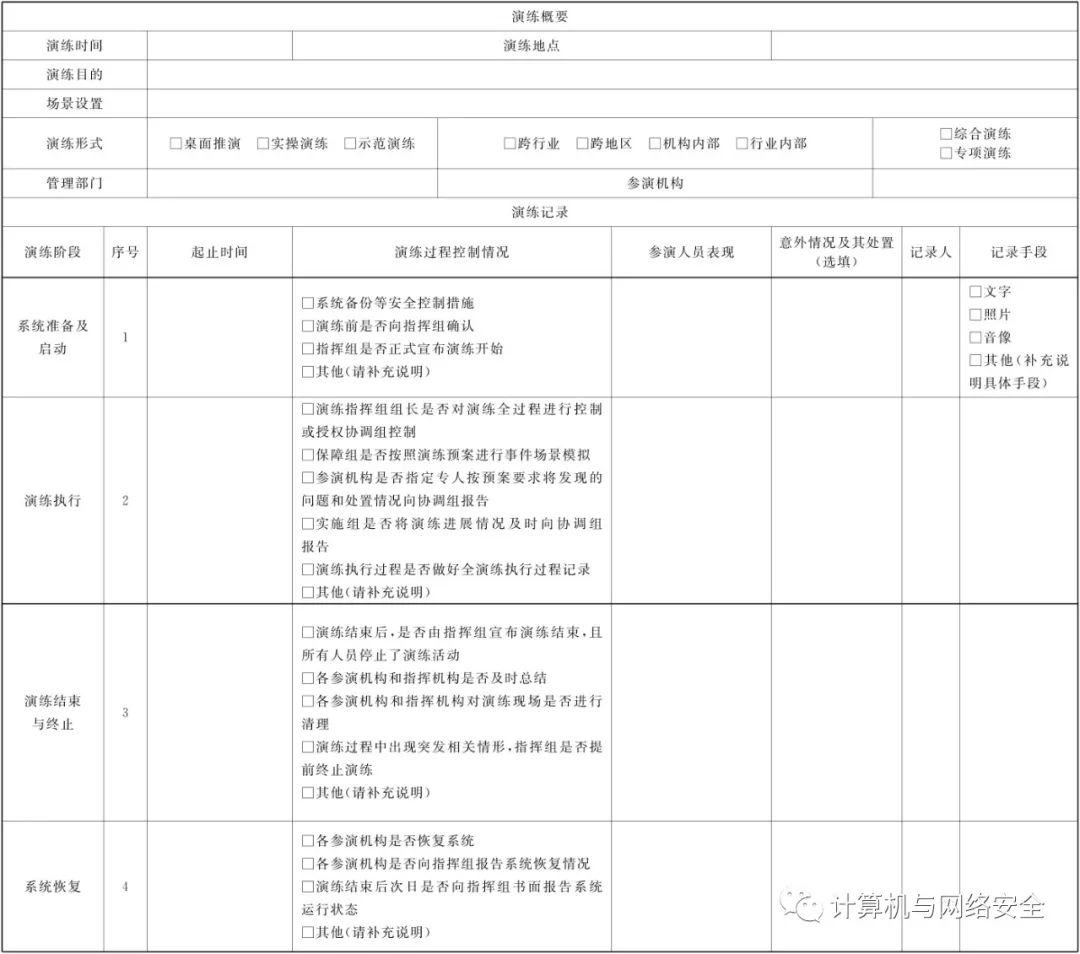 演练概要
演练时间
演练地点
演练目的
场景设置
演练形式
□桌面推演 □实操演练 □示范演练
□跨行业 □跨地区 □机构内部 □行业内部
□综合演练
□专项演练
管理部门
参演机构
演练记录
演练阶段
序号
起止时间
演练过程控制情况
参演人员表现
意外情况及其处置
(选填)
记录人
记录手段
系统准备及
启动
1
□系统备份等安全控制措施
□演练前是否向指挥组确认
□指挥组是否正式宣布演练开始
□其他(请补充说明)
□文字
□照片
□音像
□其他(补充说
明具体手段)
演练执行
2
□演练指挥组组长是否对演练全过程进行控制
或授权协调组控制
□保障组是否按照演练预案进行事件场景模拟
□参演机构是否指定专人按预案要求将发现的
问题和处置情况向协调组报告
□实施组是否将演练进展情况及时向协调组
报告
□演练执行过程是否做好全演练执行过程记录
□其他(请补充说明)
演练结束
与终止
3
□演练结束后,是否由指挥组宣布演练结束,且
所有人员停止了演练活动
□各参演机构和指挥机构是否及时总结
□各参演机构和指挥机构对演练现场是否进行
清理
□演练过程中出现突发相关情形,指挥组是否提
前终止演练
□其他(请补充说明)
系统恢复
4
□各参演机构是否恢复系统
□各参演机构是否向指挥组报告系统恢复情况
□演练结束后次日是否向指挥组书面报告系统
运行状态
□其他(请补充说明)
计算机与网络安全